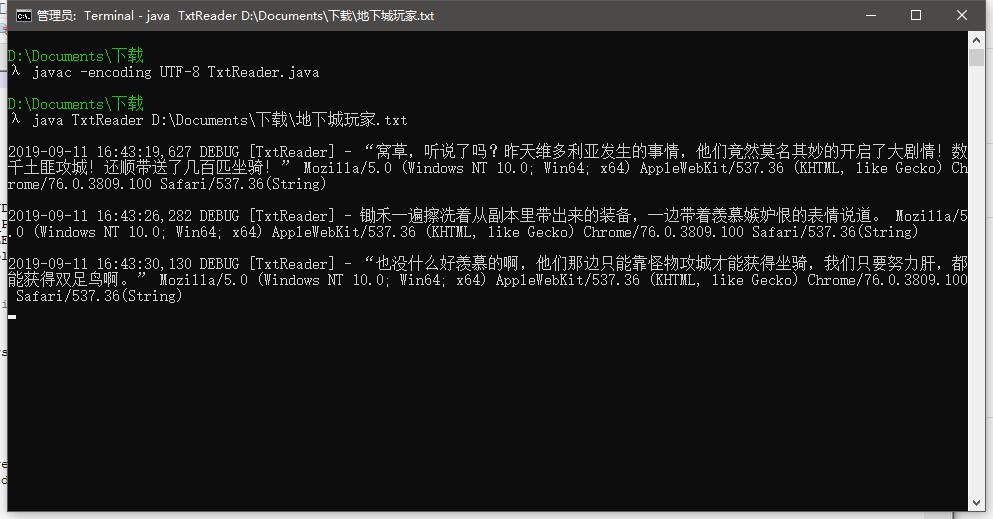 管理员: Terminal - java  TxtReader D:\Documents\下载\地下城玩家.txt
D:\Documents\下载
λ javac -encoding UTF-8 TxtReader.java
D:\Documents\下载
λ java TxtReader D:\Documents\下载\地下城玩家.txt
2019-09-11 16:43:19,627 DEBUG [TxtReader] - “窝草，听说了吗？昨天维多利亚发生的事情，他们竟然莫名其妙的开启了大剧情！数
千土匪攻城！还顺带送了几百匹坐骑！” Mozilla/5.0 (Windows NT 10.0; Win64; x64) AppleWebKit/537.36 (KHTML, like Gecko) Ch
rome/76.0.3809.100 Safari/537.36(String)
2019-09-11 16:43:26,282 DEBUG [TxtReader] - 锄禾一遍擦洗着从副本里带出来的装备，一边带着羡慕嫉妒恨的表情说道。 Mozilla/5
.0 (Windows NT 10.0; Win64; x64) AppleWebKit/537.36 (KHTML, like Gecko) Chrome/76.0.3809.100 Safari/537.36(String)
2019-09-11 16:43:30,130 DEBUG [TxtReader] - “也没什么好羡慕的啊，他们那边只能靠怪物攻城才能获得坐骑，我们只要努力肝，都
能获得双足鸟啊。” Mozilla/5.0 (Windows NT 10.0; Win64; x64) AppleWebKit/537.36 (KHTML, like Gecko) Chrome/76.0.3809.100
Safari/537.36(String)